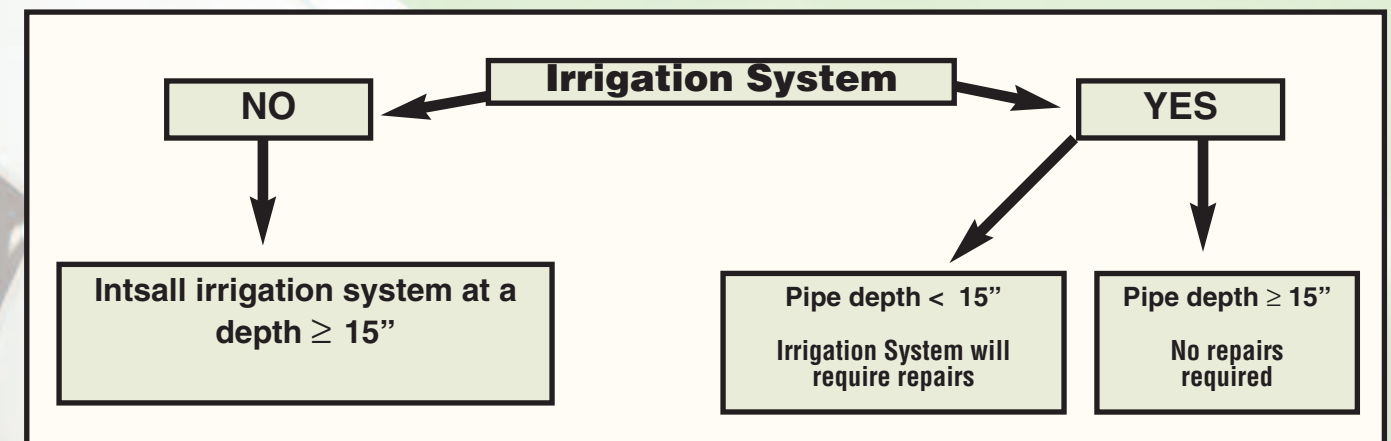 Irrigation System
NO
YES
Intsall irrigation system at a
depth ≥ 15”
Pipe depth < 15”
Irrigation System will
require repairs
Pipe depth ≥ 15”
No repairs
required